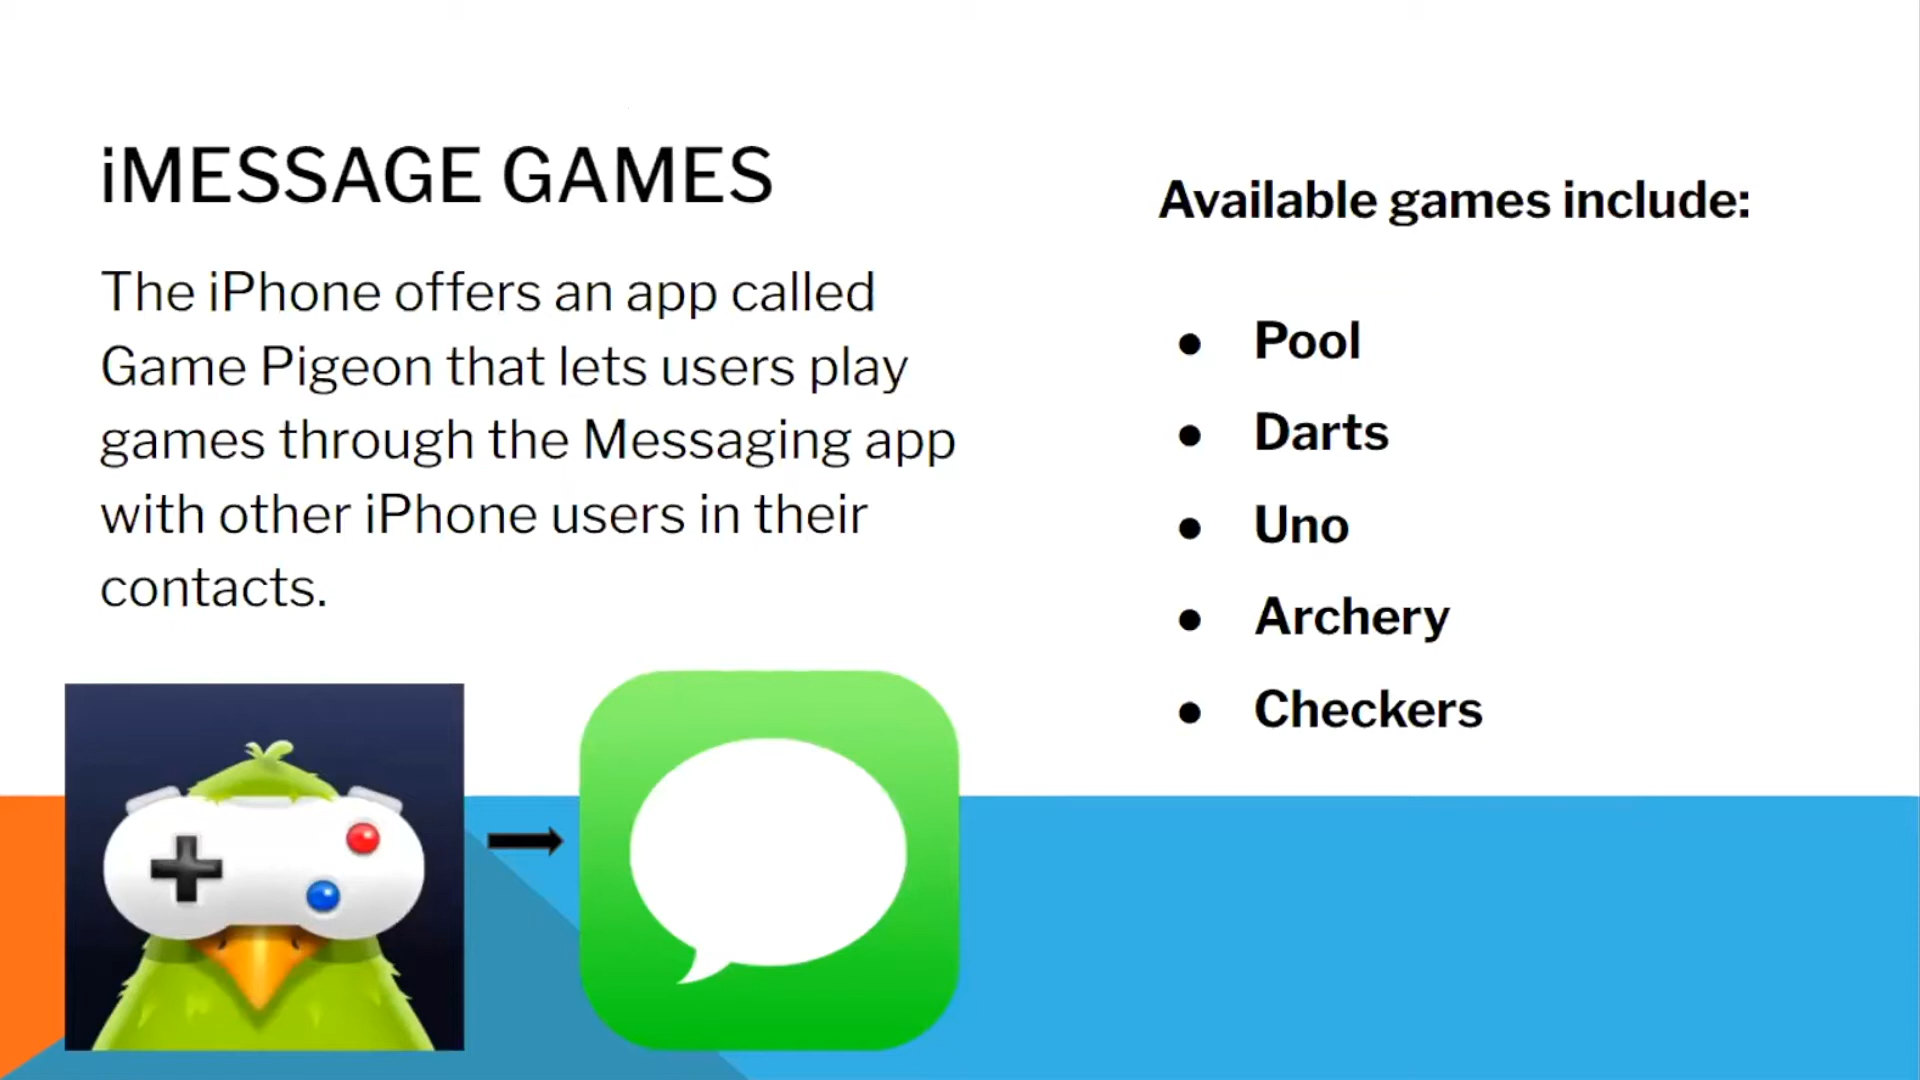 iMESSAGE GAMES
The iPhone offers an app called
Game Pigeon that lets users play
games through the Messaging app
with other iPhone users in their
contacts.
Available games include:
● Pool
● Darts
● Uno
● Archery
● Checkers